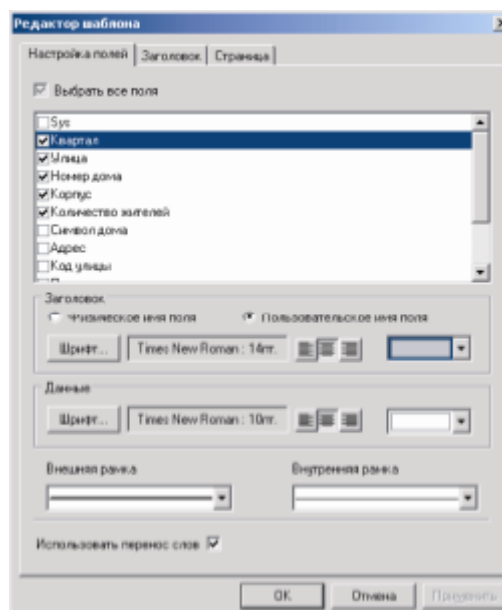 Редактор шаблона
Настройка полей Заголовок Страница
Выбрать все поля
Sys
Квартал
Улица
Номер дома
Корпус
Количество жителей
Символ дома
Адрес
Код улицы
Заголовок
Физическое имя поля Пользовательское имя поля
Шрифт... Times New Roman : 14пт.
Данные
Шрифт... Times New Roman : 10пт.
Внешняя рамка Внутренняя рамка
Использовать перенос слов
OK Отмена Применить